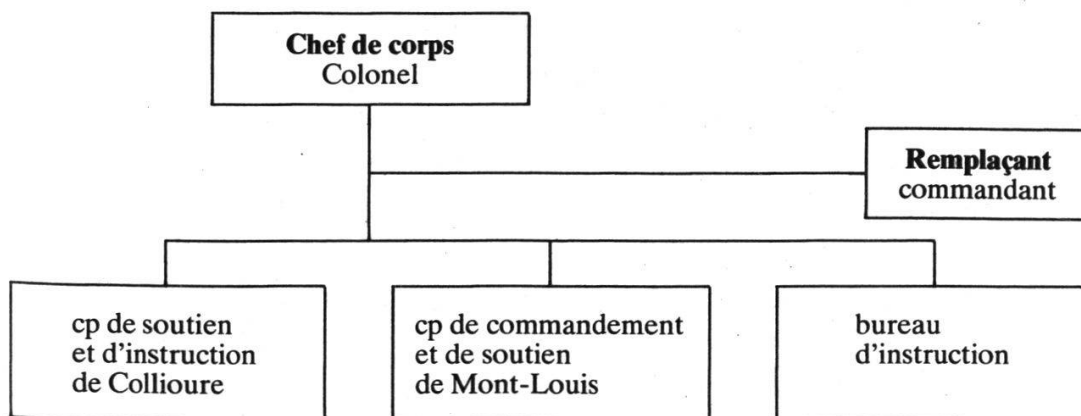 Chef de corps
Colonel
Remplaçant
commandant
cp de soutien
et d'instruction
de Collioure
cp de commandement
et de soutien
de Mont-Louis
bureau
d'instruction